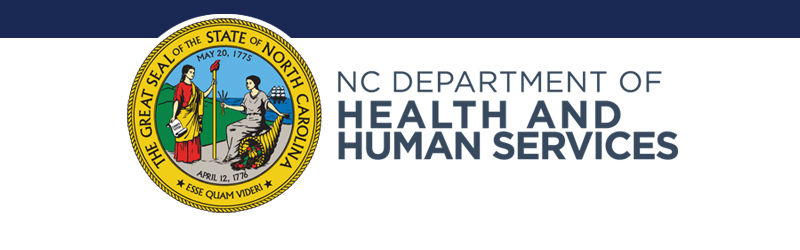 THE GREAT SEAL OF THE STATE OF NORTH CAROLINA
MAY 20, 1775
APRIL 12, 1776
★ ESSE QUAM VIDERI ★
NC DEPARTMENT OF
HEALTH AND
HUMAN SERVICES